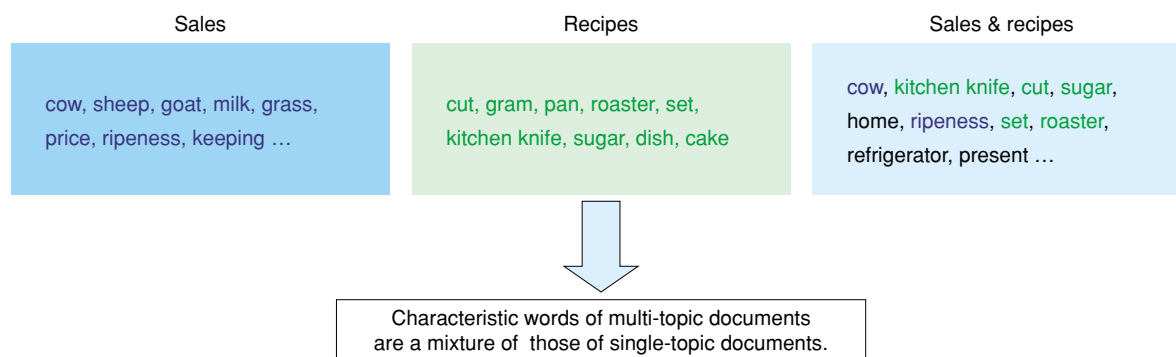 Sales
cow, sheep, goat, milk, grass,
price, ripeness, keeping …
Recipes
cut, gram, pan, roaster, set,
kitchen knife, sugar, dish, cake
Sales & recipes
cow, kitchen knife, cut, sugar,
home, ripeness, set, roaster,
refrigerator, present …
Characteristic words of multi-topic documents
are a mixture of those of single-topic documents.